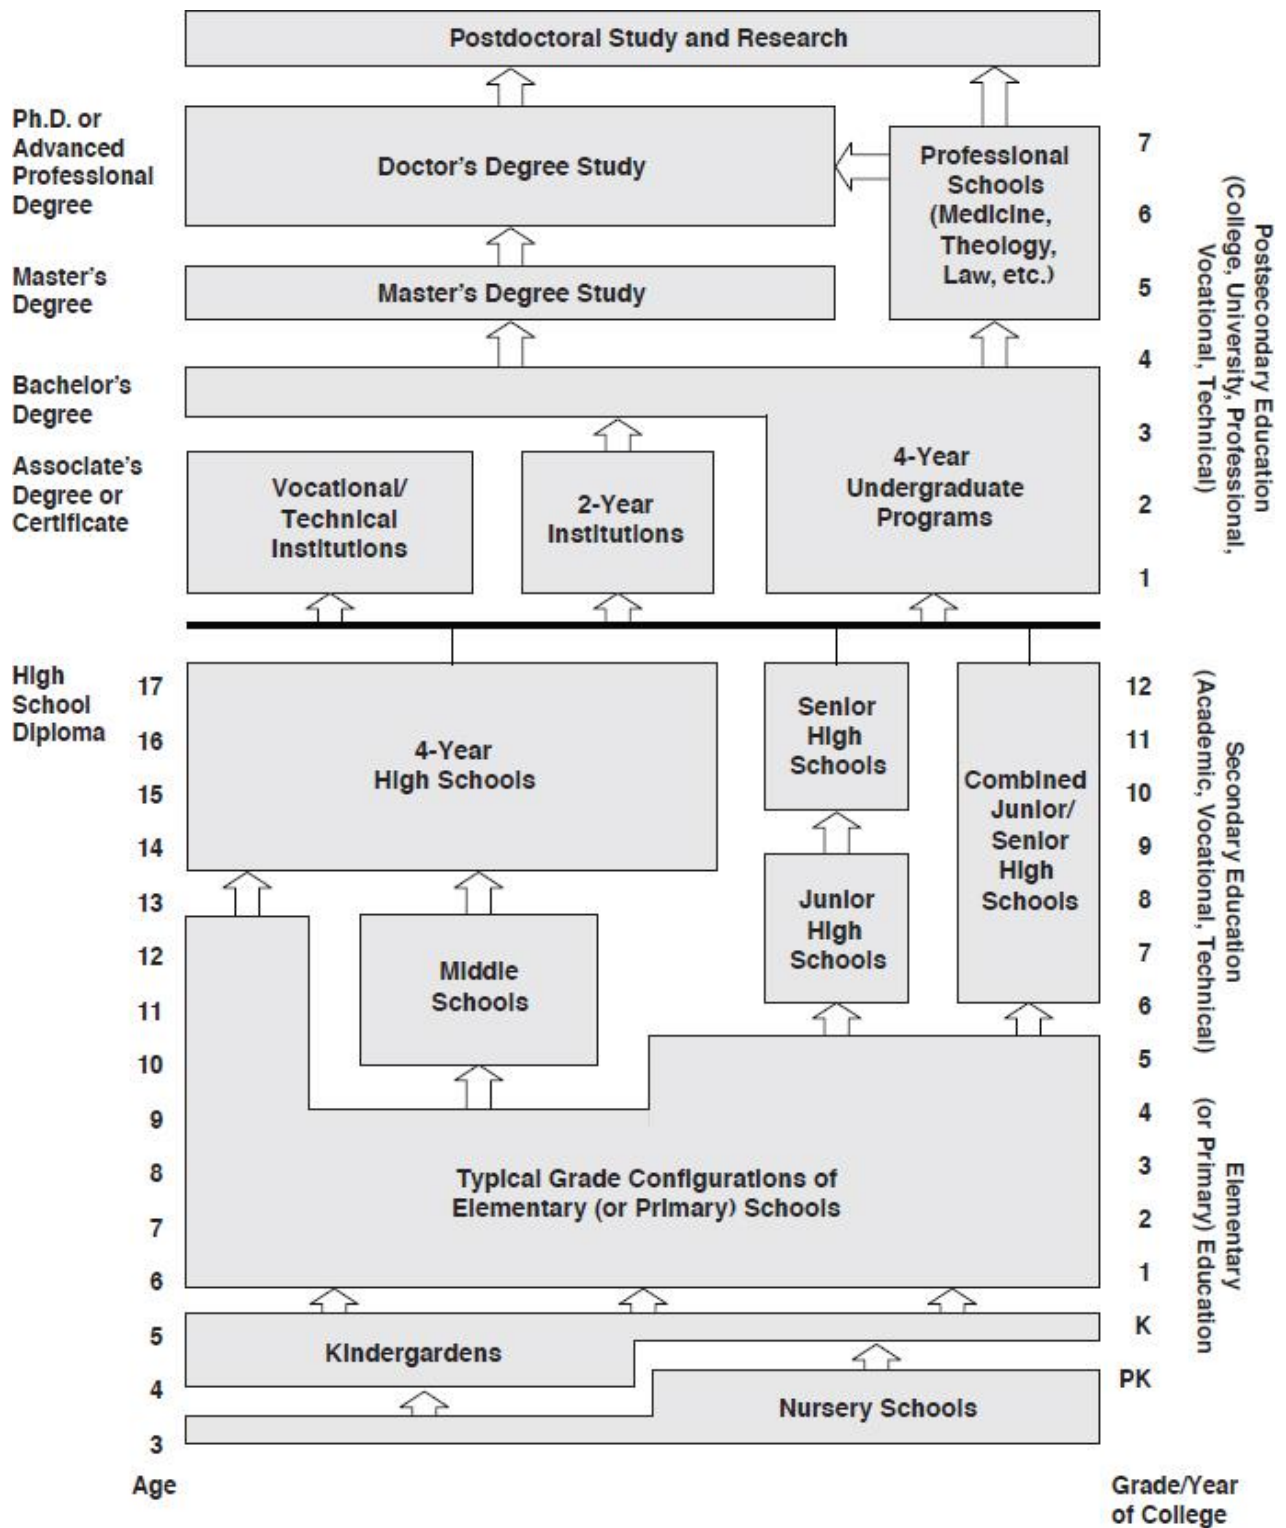 Postdoctoral Study and Research
Ph.D. or
Advanced
Professional
Degree
Doctor's Degree Study
Professional
Schools
(Medicine,
Theology,
Law, etc.)
7
6
5
Master's
Degree
Master's Degree Study
4
Bachelor's
Degree
3
4-Year
Undergraduate
Programs
Associate's
Degree or
Certificate
Vocational/
Technical
Institutions
2-Year
Institutions
2
1
Postsecondary Education
(College, University, Professional,
Vocational, Technical)
High
School
Diploma
17
16
15
14
13
12
11
10
9
8
7
6
5
4
3
Age
4-Year
High Schools
Senior
High
Schools
Combined
Junior/
Senior
High
Schools
Junior
High
Schools
Middle
Schools
Typical Grade Configurations of
Elementary (or Primary) Schools
Kindergardens
Nursery Schools
12
11
10
9
8
7
6
5
4
3
2
1
K
PK
Grade/Year
of College
Secondary Education
(Academic, Vocational, Technical)
Elementary
(or Primary) Education